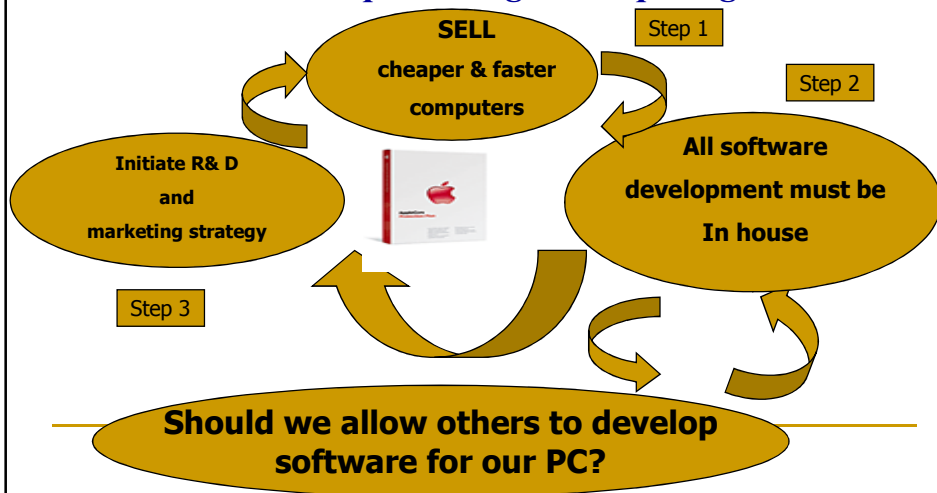 SELL
cheaper & faster
computers
Step 1
Step 2
All software
development must be
In house
Initiate R& D
and
marketing strategy
Step 3
Should we allow others to develop
software for our PC?